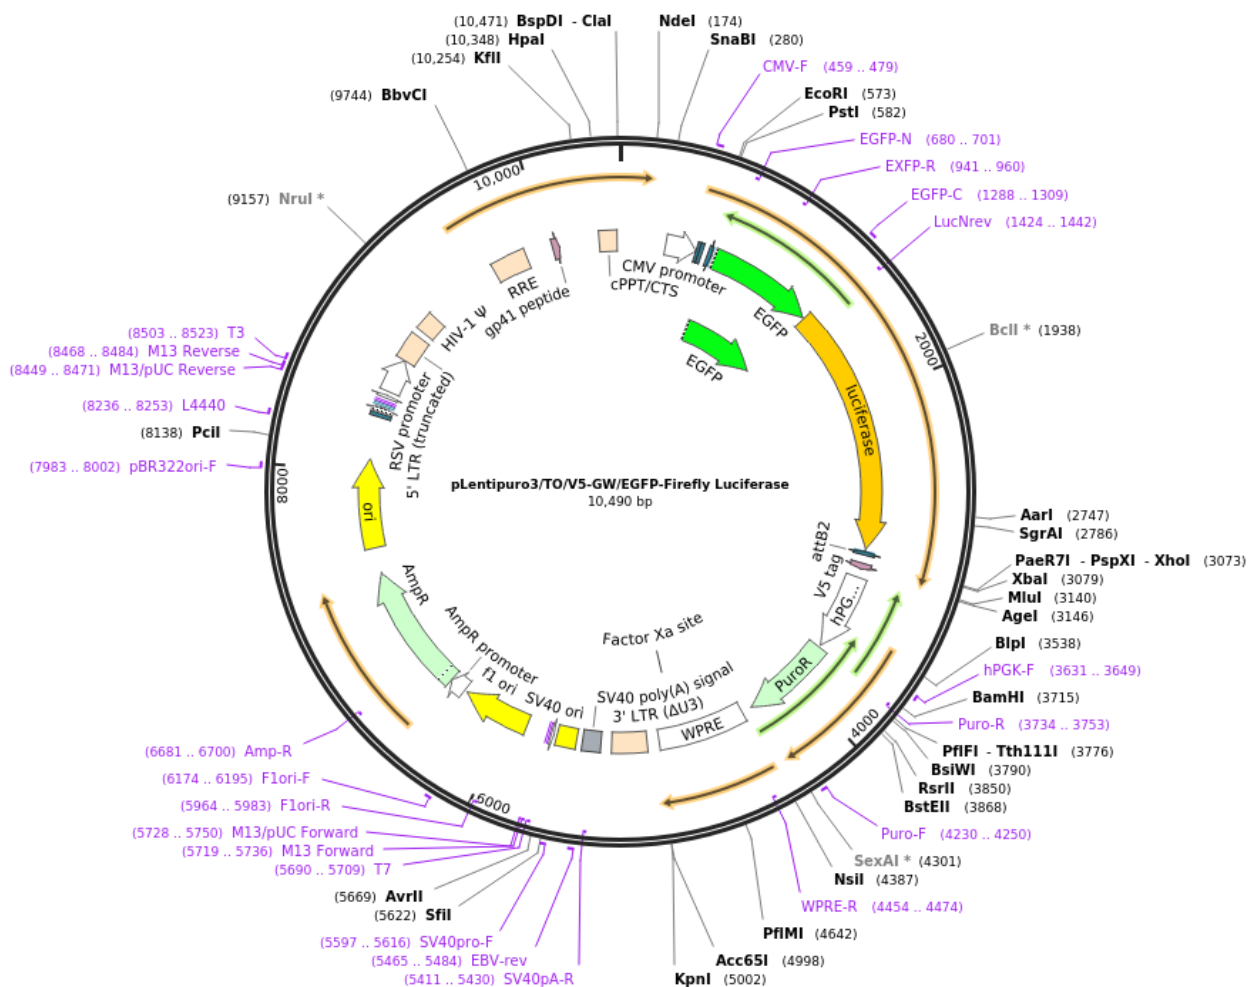 (10,471) BspDI - ClaI
(10,348) HpaI
(10,254) KflI
(9744) BbvCI
(9157) NruI *
(8503 .. 8523) T3
(8468 .. 8484) M13 Reverse
(8449 .. 8471) M13/pUC Reverse
(8236 .. 8253) L4440
(8138) PciI
(7983 .. 8002) pBR322ori-F
(6681 .. 6700) Amp-R
(6174 .. 6195) F1ori-F
(5964 .. 5983) F1ori-R
(5728 .. 5750) M13/pUC Forward
(5719 .. 5736) M13 Forward
(5690 .. 5709) T7
(5669) AvrII
(5622) SfiI
(5597 .. 5616) SV40pro-F
(5465 .. 5484) EBV-rev
(5411 .. 5430) SV40pA-R
NdeI (174)
SnaBI (280)
CMV-F (459 .. 479)
EcoRI (573)
PstI (582)
EGFP-N (680 .. 701)
EXFP-R (941 .. 960)
EGFP-C (1288 .. 1309)
LucNrev (1424 .. 1442)
BclI * (1938)
AarI (2747)
SgrAI (2786)
PaeR7I - PspXI - XhoI (3073)
XbaI (3079)
MluI (3140)
AgeI (3146)
BlpI (3538)
hPGK-F (3631 .. 3649)
BamHI (3715)
Puro-R (3734 .. 3753)
PflFI - Tth111I (3776)
BsiWI (3790)
RsrII (3850)
BstEII (3868)
Puro-F (4230 .. 4250)
SexAI * (4301)
NsiI (4387)
WPRE-R (4454 .. 4474)
PflMI (4642)
Acc65I (4998)
KpnI (5002)
10,000
2000
4000
6000
8000
CMV promoter
cPPT/CTS
gp41 peptide
RRE
HIV-1 Ψ
5' LTR (truncated)
RSV promoter
EGFP
EGFP
luciferase
attB2
V5 tag
hPG...
PuroR
WPRE
3' LTR (ΔU3)
SV40 poly(A) signal
Factor Xa site
SV40 ori
f1 ori
AmpR promoter
AmpR
ori
pLentipuro3/TO/V5-GW/EGFP-Firefly Luciferase
10,490 bp